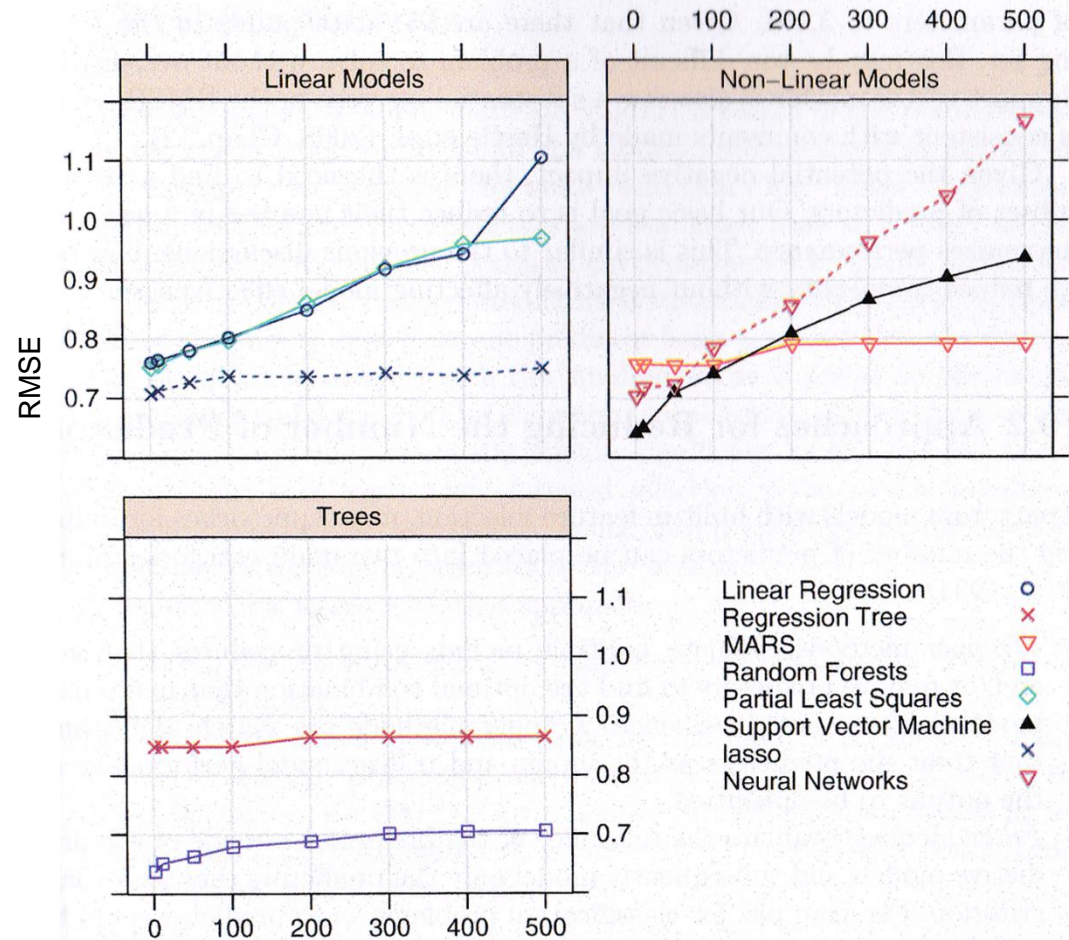 0 100 200 300 400 500
Linear Models
Non–Linear Models
1.1
1.0
0.9
0.8
0.7
RMSE
Trees
1.1
1.0
0.9
0.8
0.7
0 100 200 300 400 500
Linear Regression
Regression Tree
MARS
Random Forests
Partial Least Squares
Support Vector Machine
lasso
Neural Networks